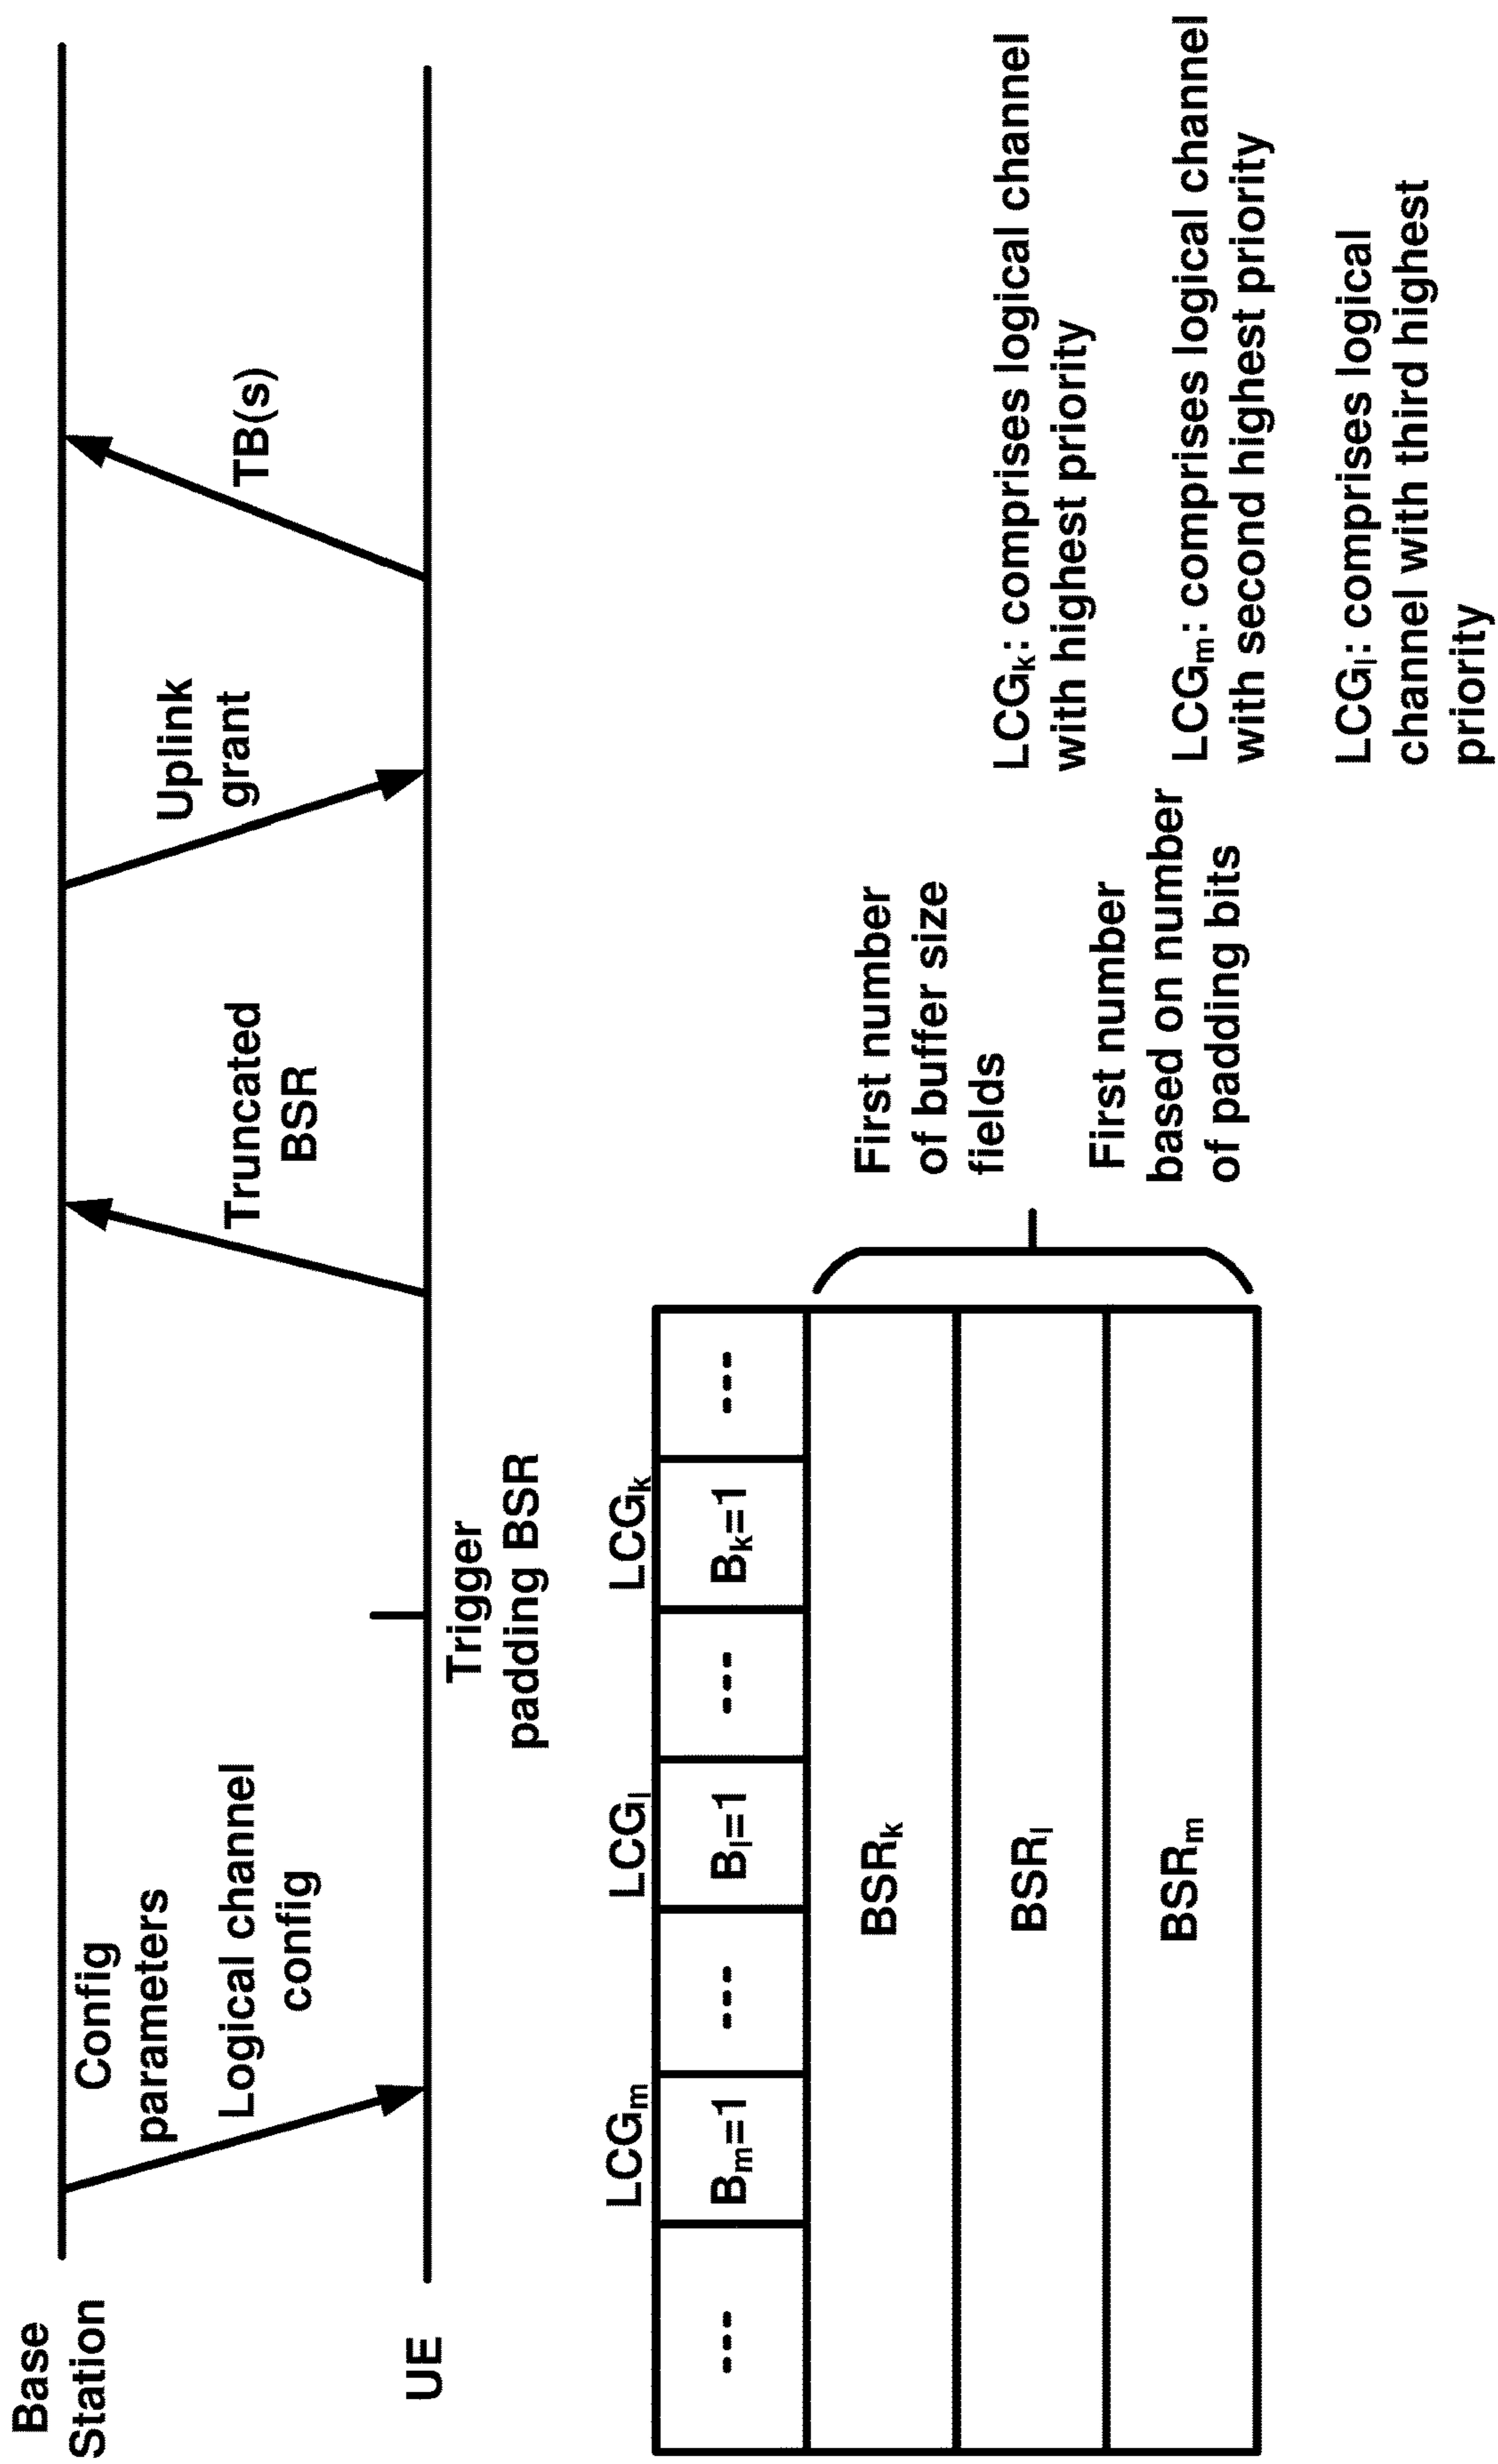 Base
Station
Config
parameters
Logical channel
config
Truncated
BSR
Uplink
grant
TB(s)
UE
Trigger
padding BSR
LCGm
LCGl
LCGk
---
Bm=1
---
Bl=1
---
Bk=1
---
BSRk
BSRl
BSRm
First number
of buffer size
fields
First number
based on number
of padding bits
LCGk: comprises logical channel
with highest priority
LCGm: comprises logical channel
with second highest priority
LCGl: comprises logical
channel with third highest
priority